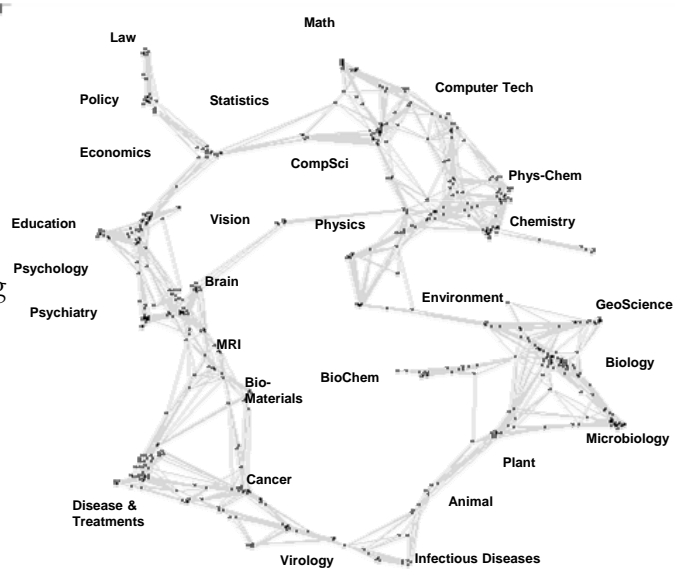 Math
Law
Computer Tech
Policy
Statistics
Economics
CompSci
Phys-Chem
Education
Vision
Physics
Chemistry
Psychology
Brain
g
Psychiatry
Environment
GeoScience
MRI
Biology
BioChem
Bio-
Materials
Microbiology
Plant
Cancer
Disease &
Treatments
Animal
Virology
Infectious Diseases